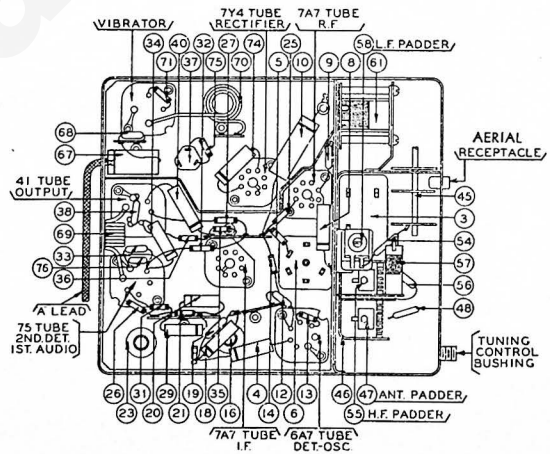 7Y4 TUBE 7A7 TUBE
VIBRATOR RECTIFIER R.F
58 L.F. PADDER
34 40 32 27 74 25
71 37 75 70 5 10 9 8 61
68
67
AERIAL
RECEPTACLE
41 TUBE
OUTPUT
45
38
3
69
54
33
57
76
36
56
"A" LEAD
48
75 TUBE
2ND. DET.
1ST. AUDIO
TUNING
CONTROL
BUSHING
26 31 29 19 35 4 12 13 46 47 ANT. PADDER
23 20 21 18 16 14 6 55 H.F. PADDER
7A7 TUBE 6A7 TUBE
I.F. DET.-OSC.